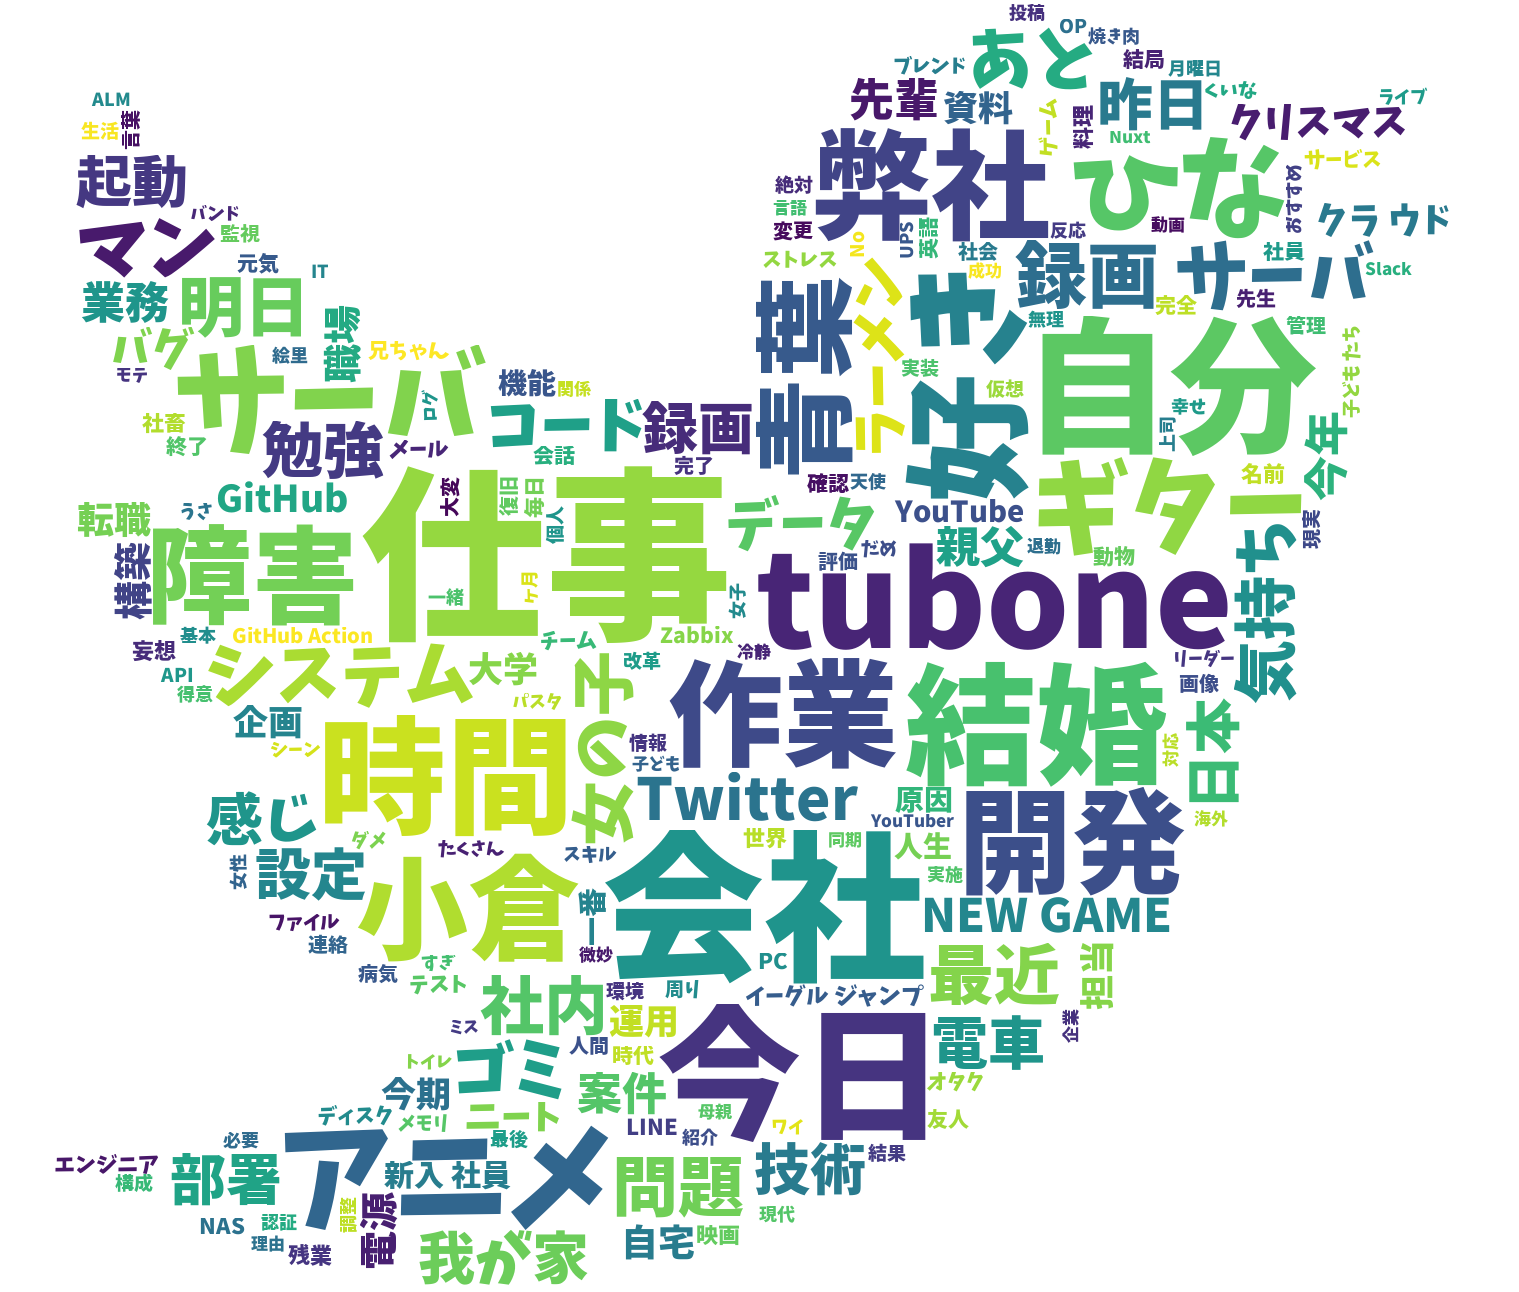 投稿
OP
焼き肉
あと
結局
ブレンド
月曜日
先輩
資料
昨日
くいな
ライブ
ALM
生活
言葉
ゲーム
料理
Nuxt
クリスマス
サービス
弊社
ひな
起動
絶対
言語
変更
おすすめ
動画
クラウド
バンド
マン
監視
UPS
英語
No
反応
社会
成功
録画
サーバ
社員
Slack
元気
IT
ストレス
先生
完全
業務
明日
職場
青葉
ラーメン
好き
無理
自分
管理
子どもたち
バグ
モテ
絵里
兄ちゃん
サーバ
ログ
機能
関係
コード
録画
実装
仮想
幸せ
上司
今年
社畜
終了
勉強
メール
会話
完了
確認
天使
ギター
名前
転職
うさ
GitHub
大変
仕事
復旧
毎日
個人
データ
YouTube
現実
構築
障害
一緒
ヶ月
評価
だめ
親父
退勤
動物
気持ち
tubone
女子
妄想
基本
GitHub Action
チーム
Zabbix
冷静
リーダー
API
得意
システム
大学
パスタ
女の子
改革
作業
結婚
画像
日本
企画
シーン
時間
情報
子ども
対応
Twitter
原因
YouTuber
開発
海外
感じ
ダメ
たくさん
スキル
世界
同期
人生
実施
女性
設定
小倉
一番
会社
NEW GAME
ファイル
連絡
病気
すぎ
テスト
微妙
PC
最近
担当
社内
環境
周り
イーグル ジャンプ
ミス
運用
今日
電車
企業
トイレ
ゴミ
人間
時代
今期
案件
オタク
ディスク
メモリ
ニート
母親
友人
必要
アニメ
最後
LINE
紹介
ワイ
エンジニア
構成
部署
新入 社員
問題
技術
結果
NAS
認証
調整
電源
現代
理由
残業
我が家
自宅
映画